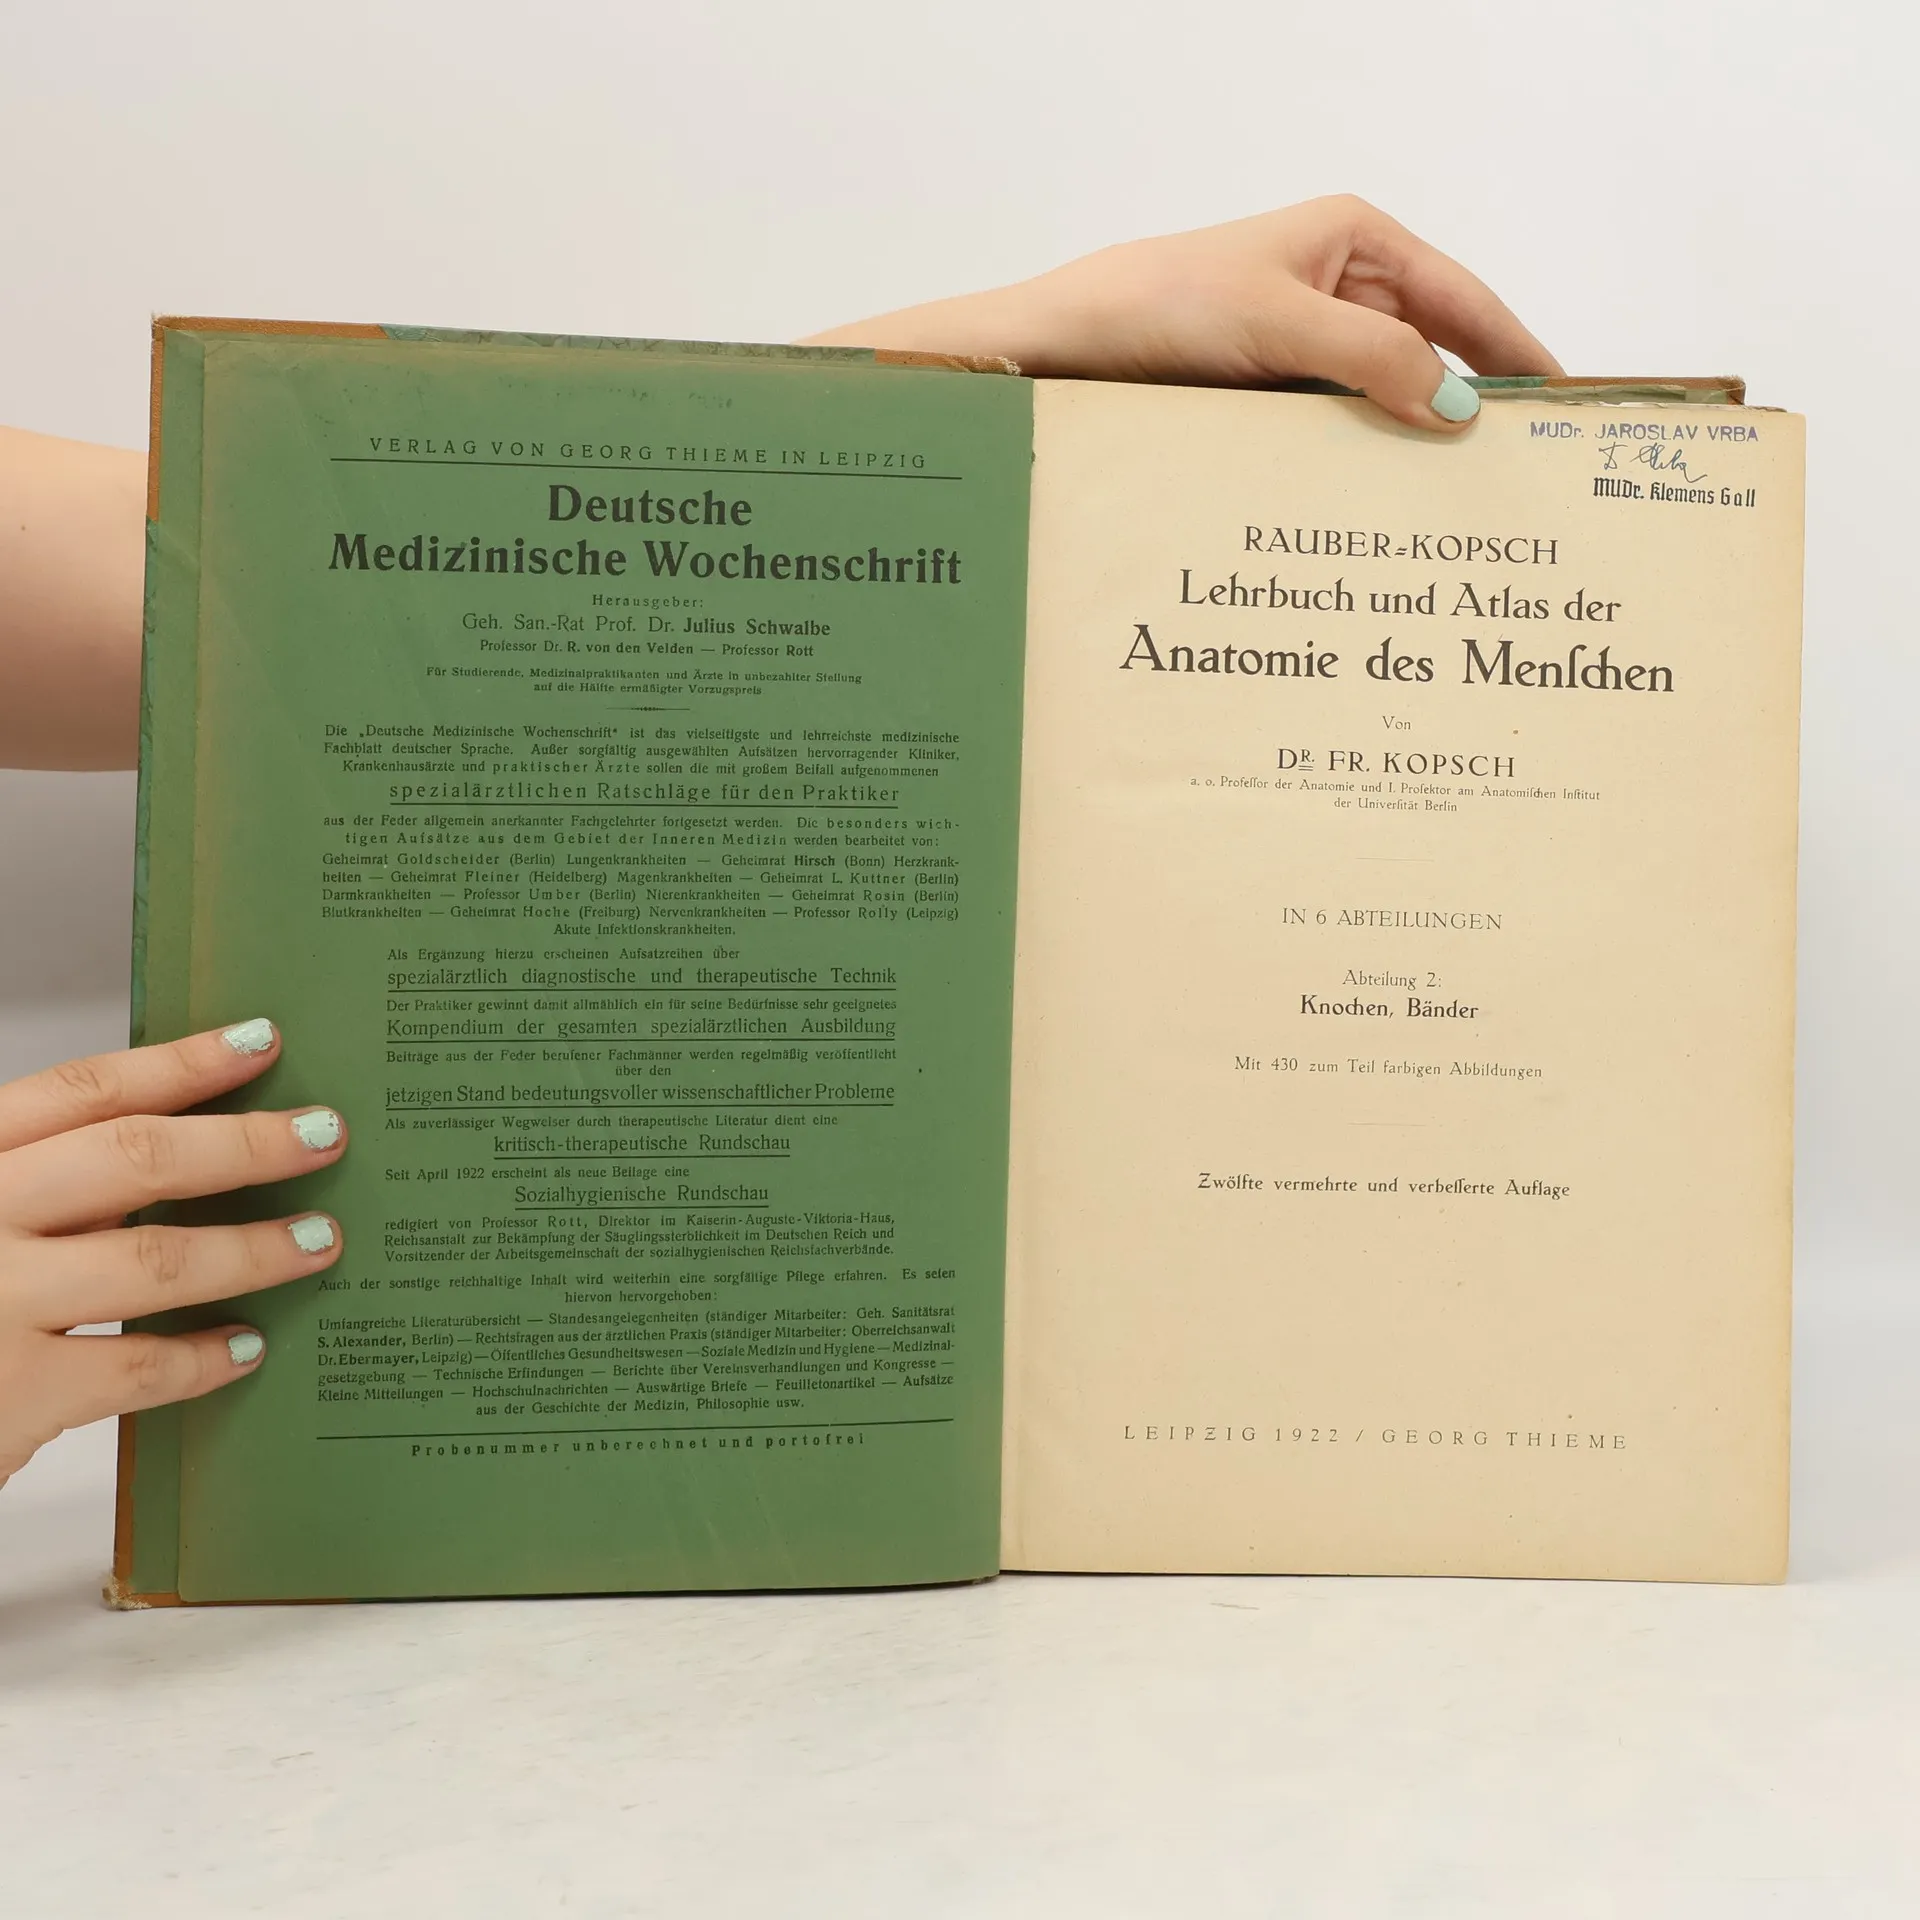 VERLAG VON GEORG THIEME IN LEIPZIG
Deutsche
Medizinische Wochenschrift
Herausgeber:
Geh. San.-Rat Prof. Dr. Julius Schwalbe
Professor Dr. R. von den Velden — Professor Rott
Für Studierende, Medizinalpraktikanten und Ärzte in unbezahlter Stellung
auf die Hälfte ermäßigter Vorzugspreis
Die „Deutsche Medizinische Wochenschrift“ ist das vielseitigste und lehrreichste medizinische
Fachblatt deutscher Sprache. Außer sorgfältig ausgewählten Aufsätzen hervorragender Kliniker,
Krankenhausärzte und praktischer Ärzte sollen die mit großem Beifall aufgenommenen
spezialärztlichen Ratschläge für den Praktiker
aus der Feder allgemein anerkannter Fachgelehrter fortgesetzt werden. Die besonders wich-
tigen Aufsätze aus dem Gebiet der Inneren Medizin werden bearbeitet von:
Geheimrat Goldscheider (Berlin) Lungenkrankheiten — Geheimrat Hirsch (Bonn) Herzkrank-
heiten — Geheimrat Fleiner (Heidelberg) Magenkrankheiten — Geheimrat L. Kuttner (Berlin)
Darmkrankheiten — Professor Umber (Berlin) Nierenkrankheiten — Geheimrat Rosin (Berlin)
Blutkrankheiten — Geheimrat Hoche (Freiburg) Nervenkrankheiten — Professor Rolly (Leipzig)
Akute Infektionskrankheiten.
Als Ergänzung hierzu erscheinen Aufsatzreihen über
spezialärztlich diagnostische und therapeutische Technik
Der Praktiker gewinnt damit allmählich ein für seine Bedürfnisse sehr geeignetes
Kompendium der gesamten spezialärztlichen Ausbildung
Beiträge aus der Feder berufener Fachmänner werden regelmäßig veröffentlicht
über den
jetzigen Stand bedeutungsvoller wissenschaftlicher Probleme
Als zuverlässiger Wegweiser durch therapeutische Literatur dient eine
kritisch-therapeutische Rundschau
Seit April 1922 erscheint als neue Beilage eine
Sozialhygienische Rundschau
redigiert von Professor Rott, Direktor im Kaiserin-Auguste-Viktoria-Haus,
Reichsanstalt zur Bekämpfung der Säuglingssterblichkeit im Deutschen Reich und
Vorsitzender der Arbeitsgemeinschaft der sozialhygienischen Reichsfachverbände.
Auch der sonstige reichhaltige Inhalt wird weiterhin eine sorgfältige Pflege erfahren. Es seien
hiervon hervorgehoben:
Umfangreiche Literaturübersicht — Standesangelegenheiten (ständiger Mitarbeiter: Geh. Sanitätsrat
S. Alexander, Berlin) — Rechtsfragen aus der ärztlichen Praxis (ständiger Mitarbeiter: Oberreichsanwalt
Dr. Ebermayer, Leipzig) — Öffentliches Gesundheitswesen — Soziale Medizin und Hygiene — Medizinal-
gesetzgebung — Technische Erfindungen — Berichte über Vereinsverhandlungen und Kongresse —
Kleine Mitteilungen — Hochschulnachrichten — Auswärtige Briefe — Feuilletonartikel — Aufsätze
aus der Geschichte der Medizin, Philosophie usw.
Probenummer unberechnet und portofrei
MUDr. JAROSLAV VRBA
MUDr. Klemens Gall
RAUBER-KOPSCH
Lehrbuch und Atlas der
Anatomie des Menſchen
Von
DR. FR. KOPSCH
a. o. Profeſſor der Anatomie und I. Proſektor am Anatomiſchen Inſtitut
der Univerſität Berlin
IN 6 ABTEILUNGEN
Abteilung 2:
Knochen, Bänder
Mit 430 zum Teil farbigen Abbildungen
Zwölfte vermehrte und verbeſſerte Auflage
LEIPZIG 1922 / GEORG THIEME